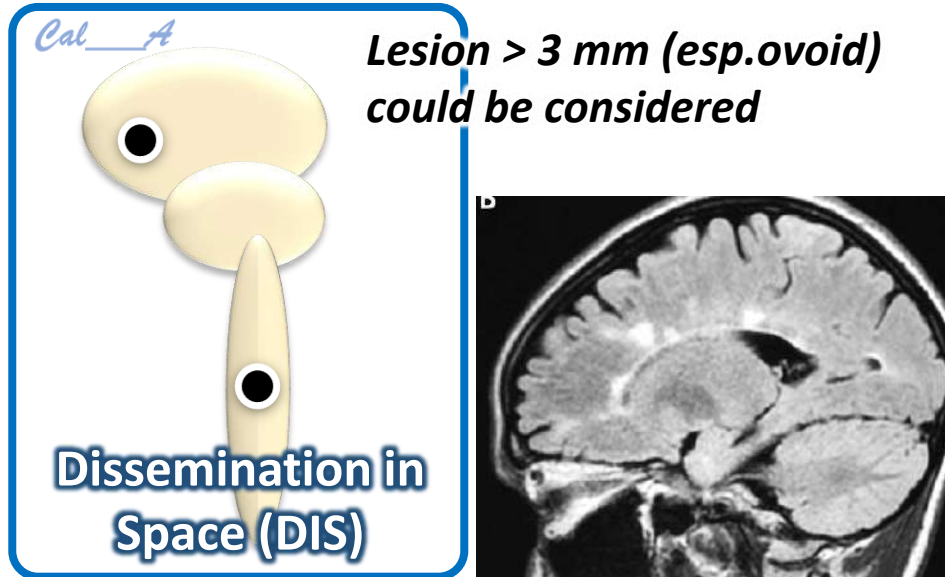 Cal___A
Lesion > 3 mm (esp.ovoid)
could be considered
Dissemination in
Space (DIS)